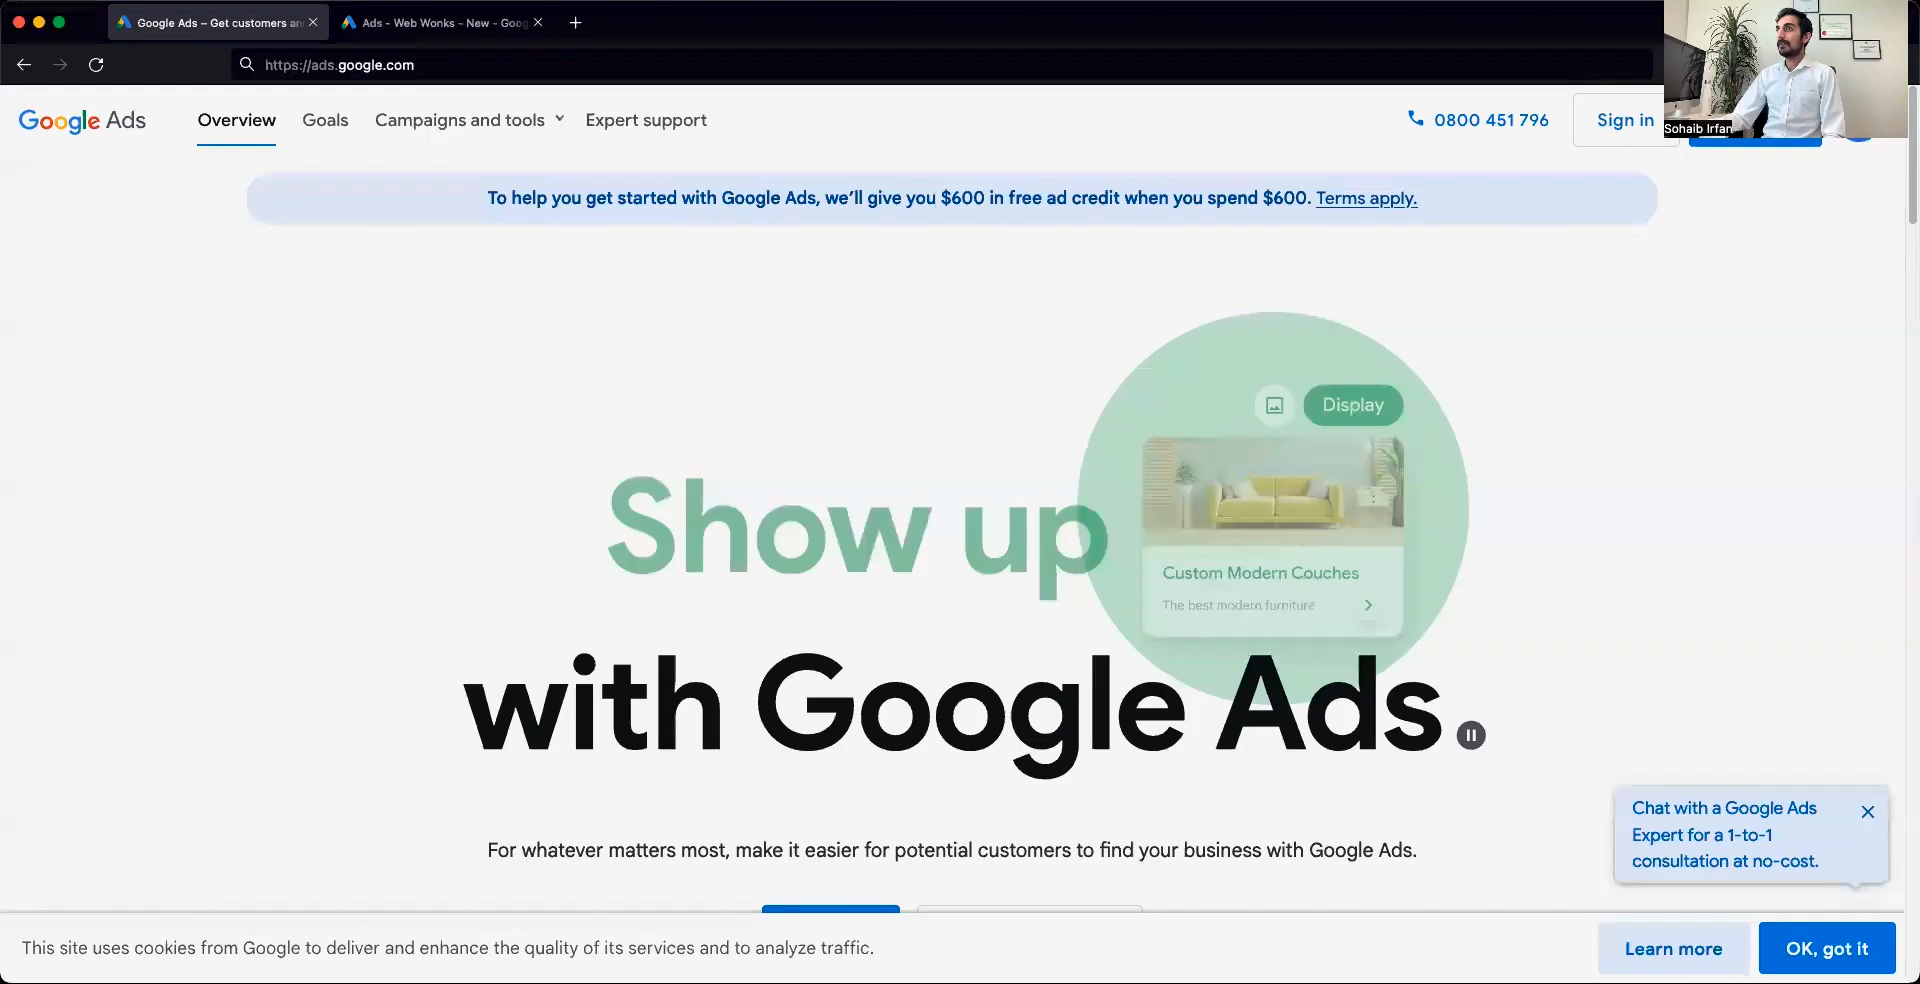 Google Ads – Get customers an
Ads - Web Wonks - New - Goog
https://ads.google.com
Sohaib Irfan
Google Ads
Overview
Goals
Campaigns and tools
Expert support
0800 451 796
Sign in
To help you get started with Google Ads, we’ll give you $600 in free ad credit when you spend $600. Terms apply.
Display
Show up
Custom Modern Couches
The best modern furniture
with Google Ads.
For whatever matters most, make it easier for potential customers to find your business with Google Ads.
Chat with a Google Ads
Expert for a 1-to-1
consultation at no-cost.
This site uses cookies from Google to deliver and enhance the quality of its services and to analyze traffic.
Learn more
OK, got it